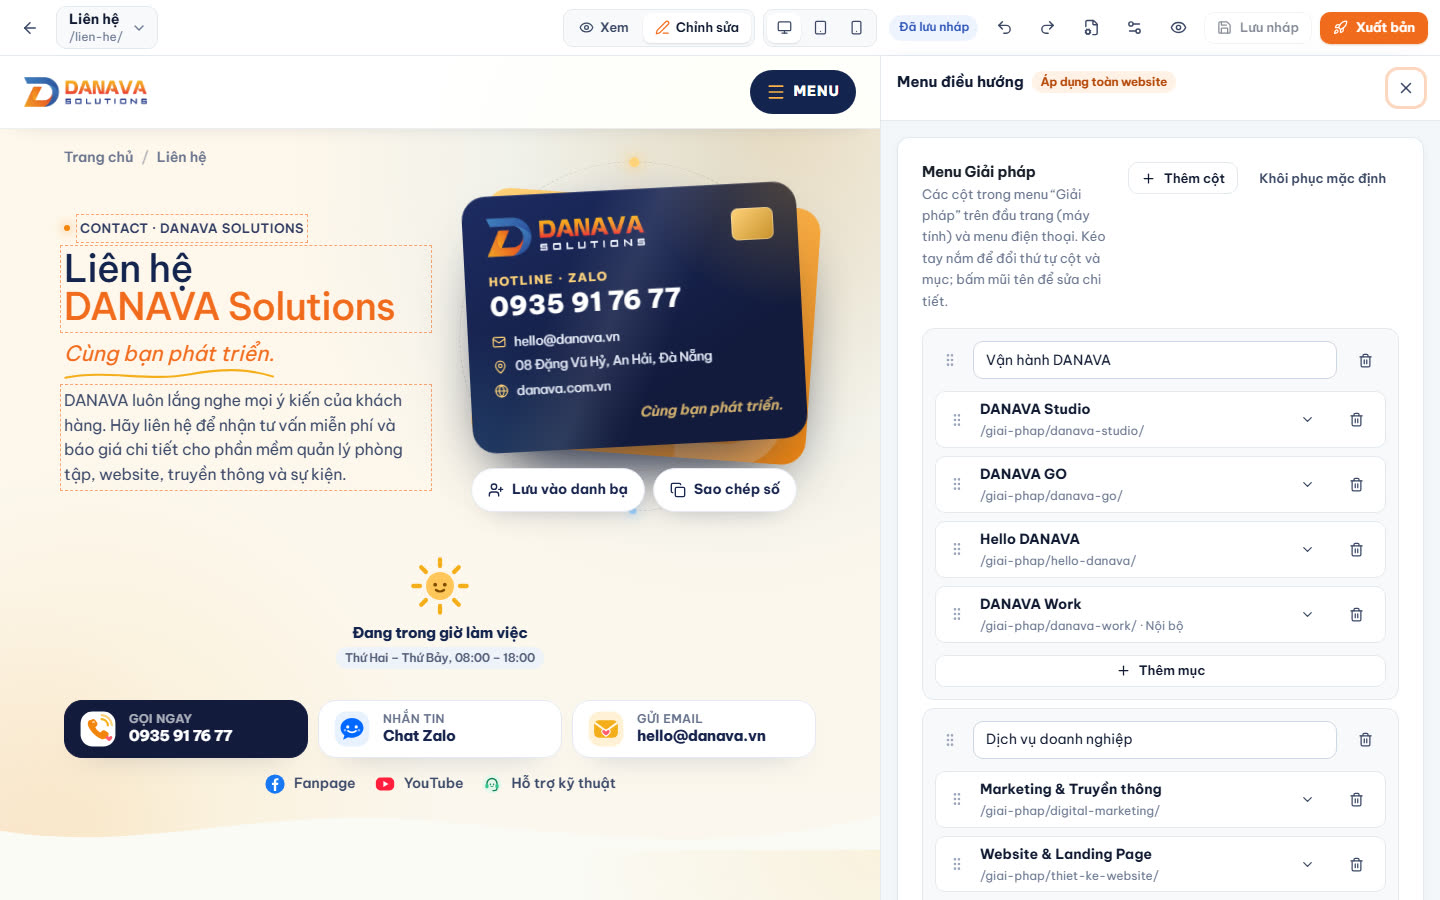 Liên hệ
/lien-he/
Xem
Chỉnh sửa
Đã lưu nháp
Lưu nháp
Xuất bản
DANAVA
SOLUTIONS
MENU
Trang chủ / Liên hệ
CONTACT · DANAVA SOLUTIONS
Liên hệ
DANAVA Solutions
Cùng bạn phát triển.
DANAVA luôn lắng nghe mọi ý kiến của khách
hàng. Hãy liên hệ để nhận tư vấn miễn phí và
báo giá chi tiết cho phần mềm quản lý phòng
tập, website, truyền thông và sự kiện.
DANAVA
SOLUTIONS
HOTLINE · ZALO
0935 91 76 77
hello@danava.vn
08 Đặng Vũ Hỷ, An Hải, Đà Nẵng
danava.com.vn
Cùng bạn phát triển.
Lưu vào danh bạ
Sao chép số
Đang trong giờ làm việc
Thứ Hai – Thứ Bảy, 08:00 – 18:00
GỌI NGAY
0935 91 76 77
NHẮN TIN
Chat Zalo
GỬI EMAIL
hello@danava.vn
Fanpage
YouTube
Hỗ trợ kỹ thuật
Menu điều hướng
Áp dụng toàn website
Menu Giải pháp
Các cột trong menu “Giải
pháp” trên đầu trang (máy
tính) và menu điện thoại. Kéo
tay nắm để đổi thứ tự cột và
mục; bấm mũi tên để sửa chi
tiết.
Thêm cột
Khôi phục mặc định
Vận hành DANAVA
DANAVA Studio
/giai-phap/danava-studio/
DANAVA GO
/giai-phap/danava-go/
Hello DANAVA
/giai-phap/hello-danava/
DANAVA Work
/giai-phap/danava-work/ · Nội bộ
Thêm mục
Dịch vụ doanh nghiệp
Marketing & Truyền thông
/giai-phap/digital-marketing/
Website & Landing Page
/giai-phap/thiet-ke-website/